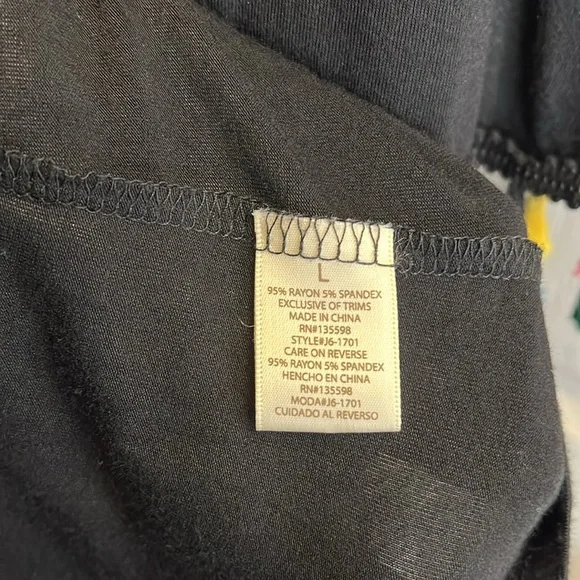 L
95% RAYON 5% SPANDEX
EXCLUSIVE OF TRIMS
MADE IN CHINA
RN#135598
STYLE#J6-1701
CARE ON REVERSE
95% RAYON 5% SPANDEX
HENCHO EN CHINA
RN#135598
MODA#J6-1701
CUIDADO AL REVERSO